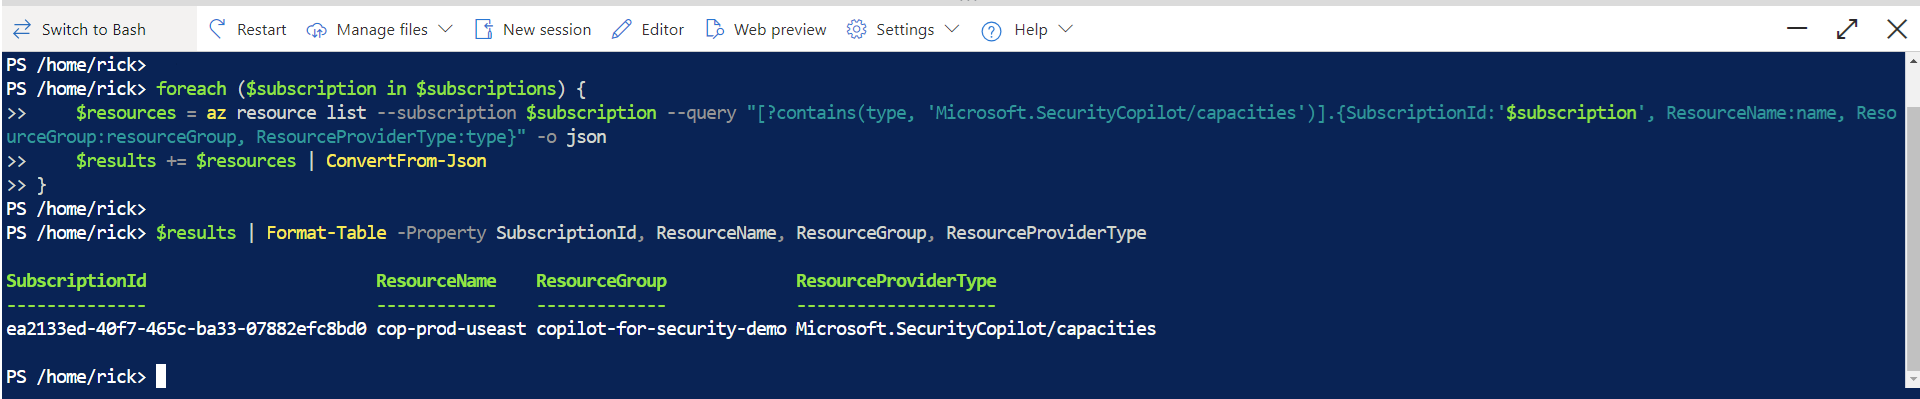 Switch to Bash Restart Manage files New session Editor Web preview Settings Help
PS /home/rick>
PS /home/rick> foreach ($subscription in $subscriptions) {
>>     $resources = az resource list --subscription $subscription --query "[?contains(type, 'Microsoft.SecurityCopilot/capacities')].{SubscriptionId:'$subscription', ResourceName:name, Reso
urceGroup:resourceGroup, ResourceProviderType:type}" -o json
>>     $results += $resources | ConvertFrom-Json
>> }
PS /home/rick>
PS /home/rick> $results | Format-Table -Property SubscriptionId, ResourceName, ResourceGroup, ResourceProviderType
SubscriptionId                       ResourceName    ResourceGroup             ResourceProviderType
--------------                       ------------    -------------             --------------------
ea2133ed-40f7-465c-ba33-07882efc8bd0 cop-prod-useast copilot-for-security-demo Microsoft.SecurityCopilot/capacities
PS /home/rick>